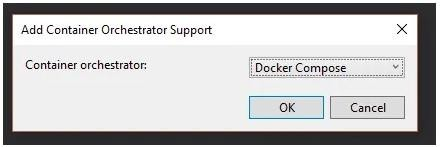 Add Container Orchestrator Support
Container orchestrator:
Docker Compose
OK
Cancel